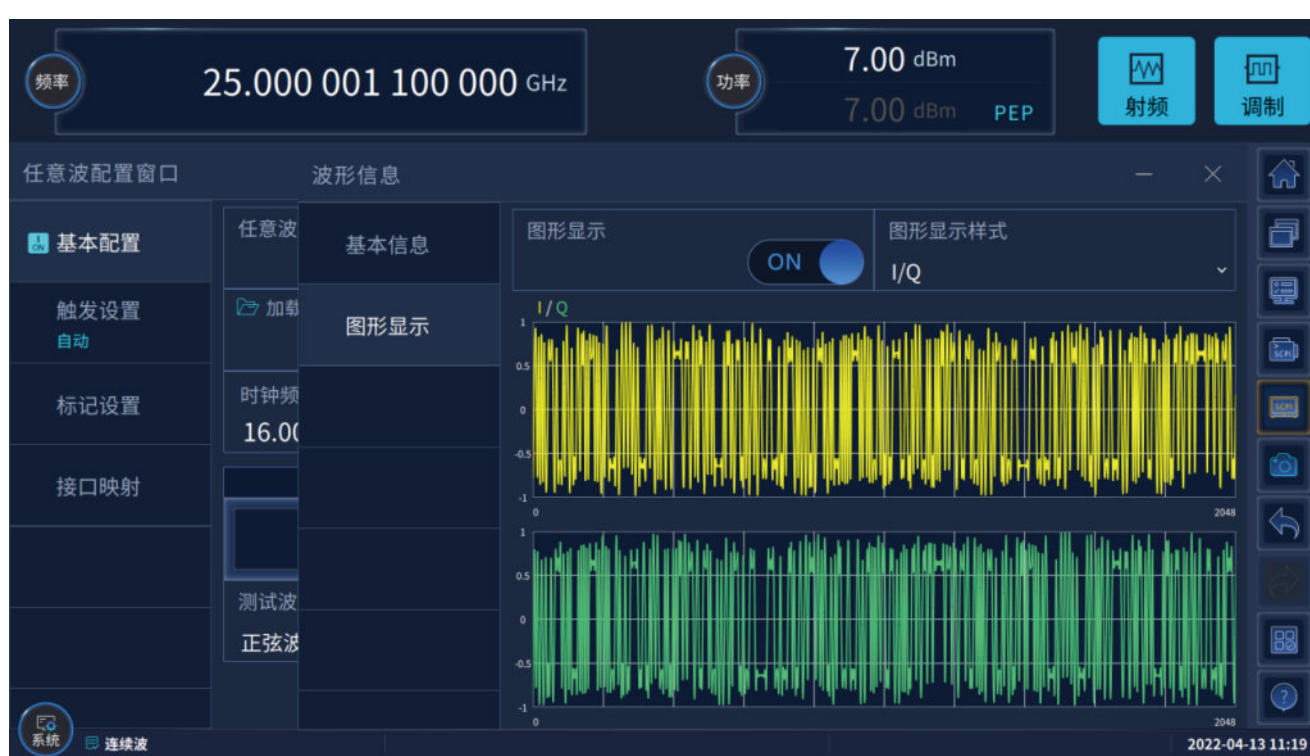 频率
25.000 001 100 000 GHz
功率
7.00 dBm
7.00 dBm PEP
射频
调制
任意波配置窗口
波形信息
基本配置
触发设置
自动
标记设置
接口映射
任意波
加载
时钟频
16.00
测试波
正弦波
基本信息
图形显示
图形显示
ON
图形显示样式
I/Q
I/Q
1
0.5
0
-0.5
-1
0
2048
1
0.5
0
-0.5
-1
0
2048
SCPI
SCPI
系统
连续波
2022-04-13 11:19